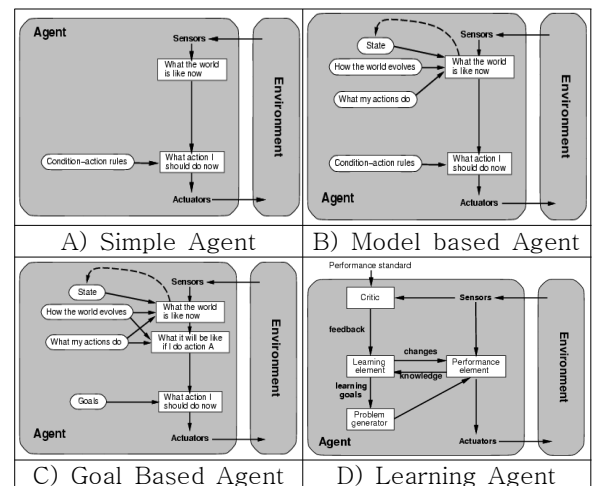 Agent
Sensors
What the world
is like now
Condition-action rules
What action I
should do now
Actuators
Environment
A) Simple Agent
Sensors
State
How the world evolves
What my actions do
What the world
is like now
Condition-action rules
What action I
should do now
Agent
Actuators
Environment
B) Model based Agent
Sensors
State
How the world evolves
What my actions do
What the world
is like now
What it will be like
if I do action A
Goals
What action I
should do now
Agent
Actuators
Environment
C) Goal Based Agent
Performance standard
Critic
Sensors
feedback
Learning
element
changes
knowledge
Performance
element
learning
goals
Problem
generator
Agent
Actuators
Environment
D) Learning Agent